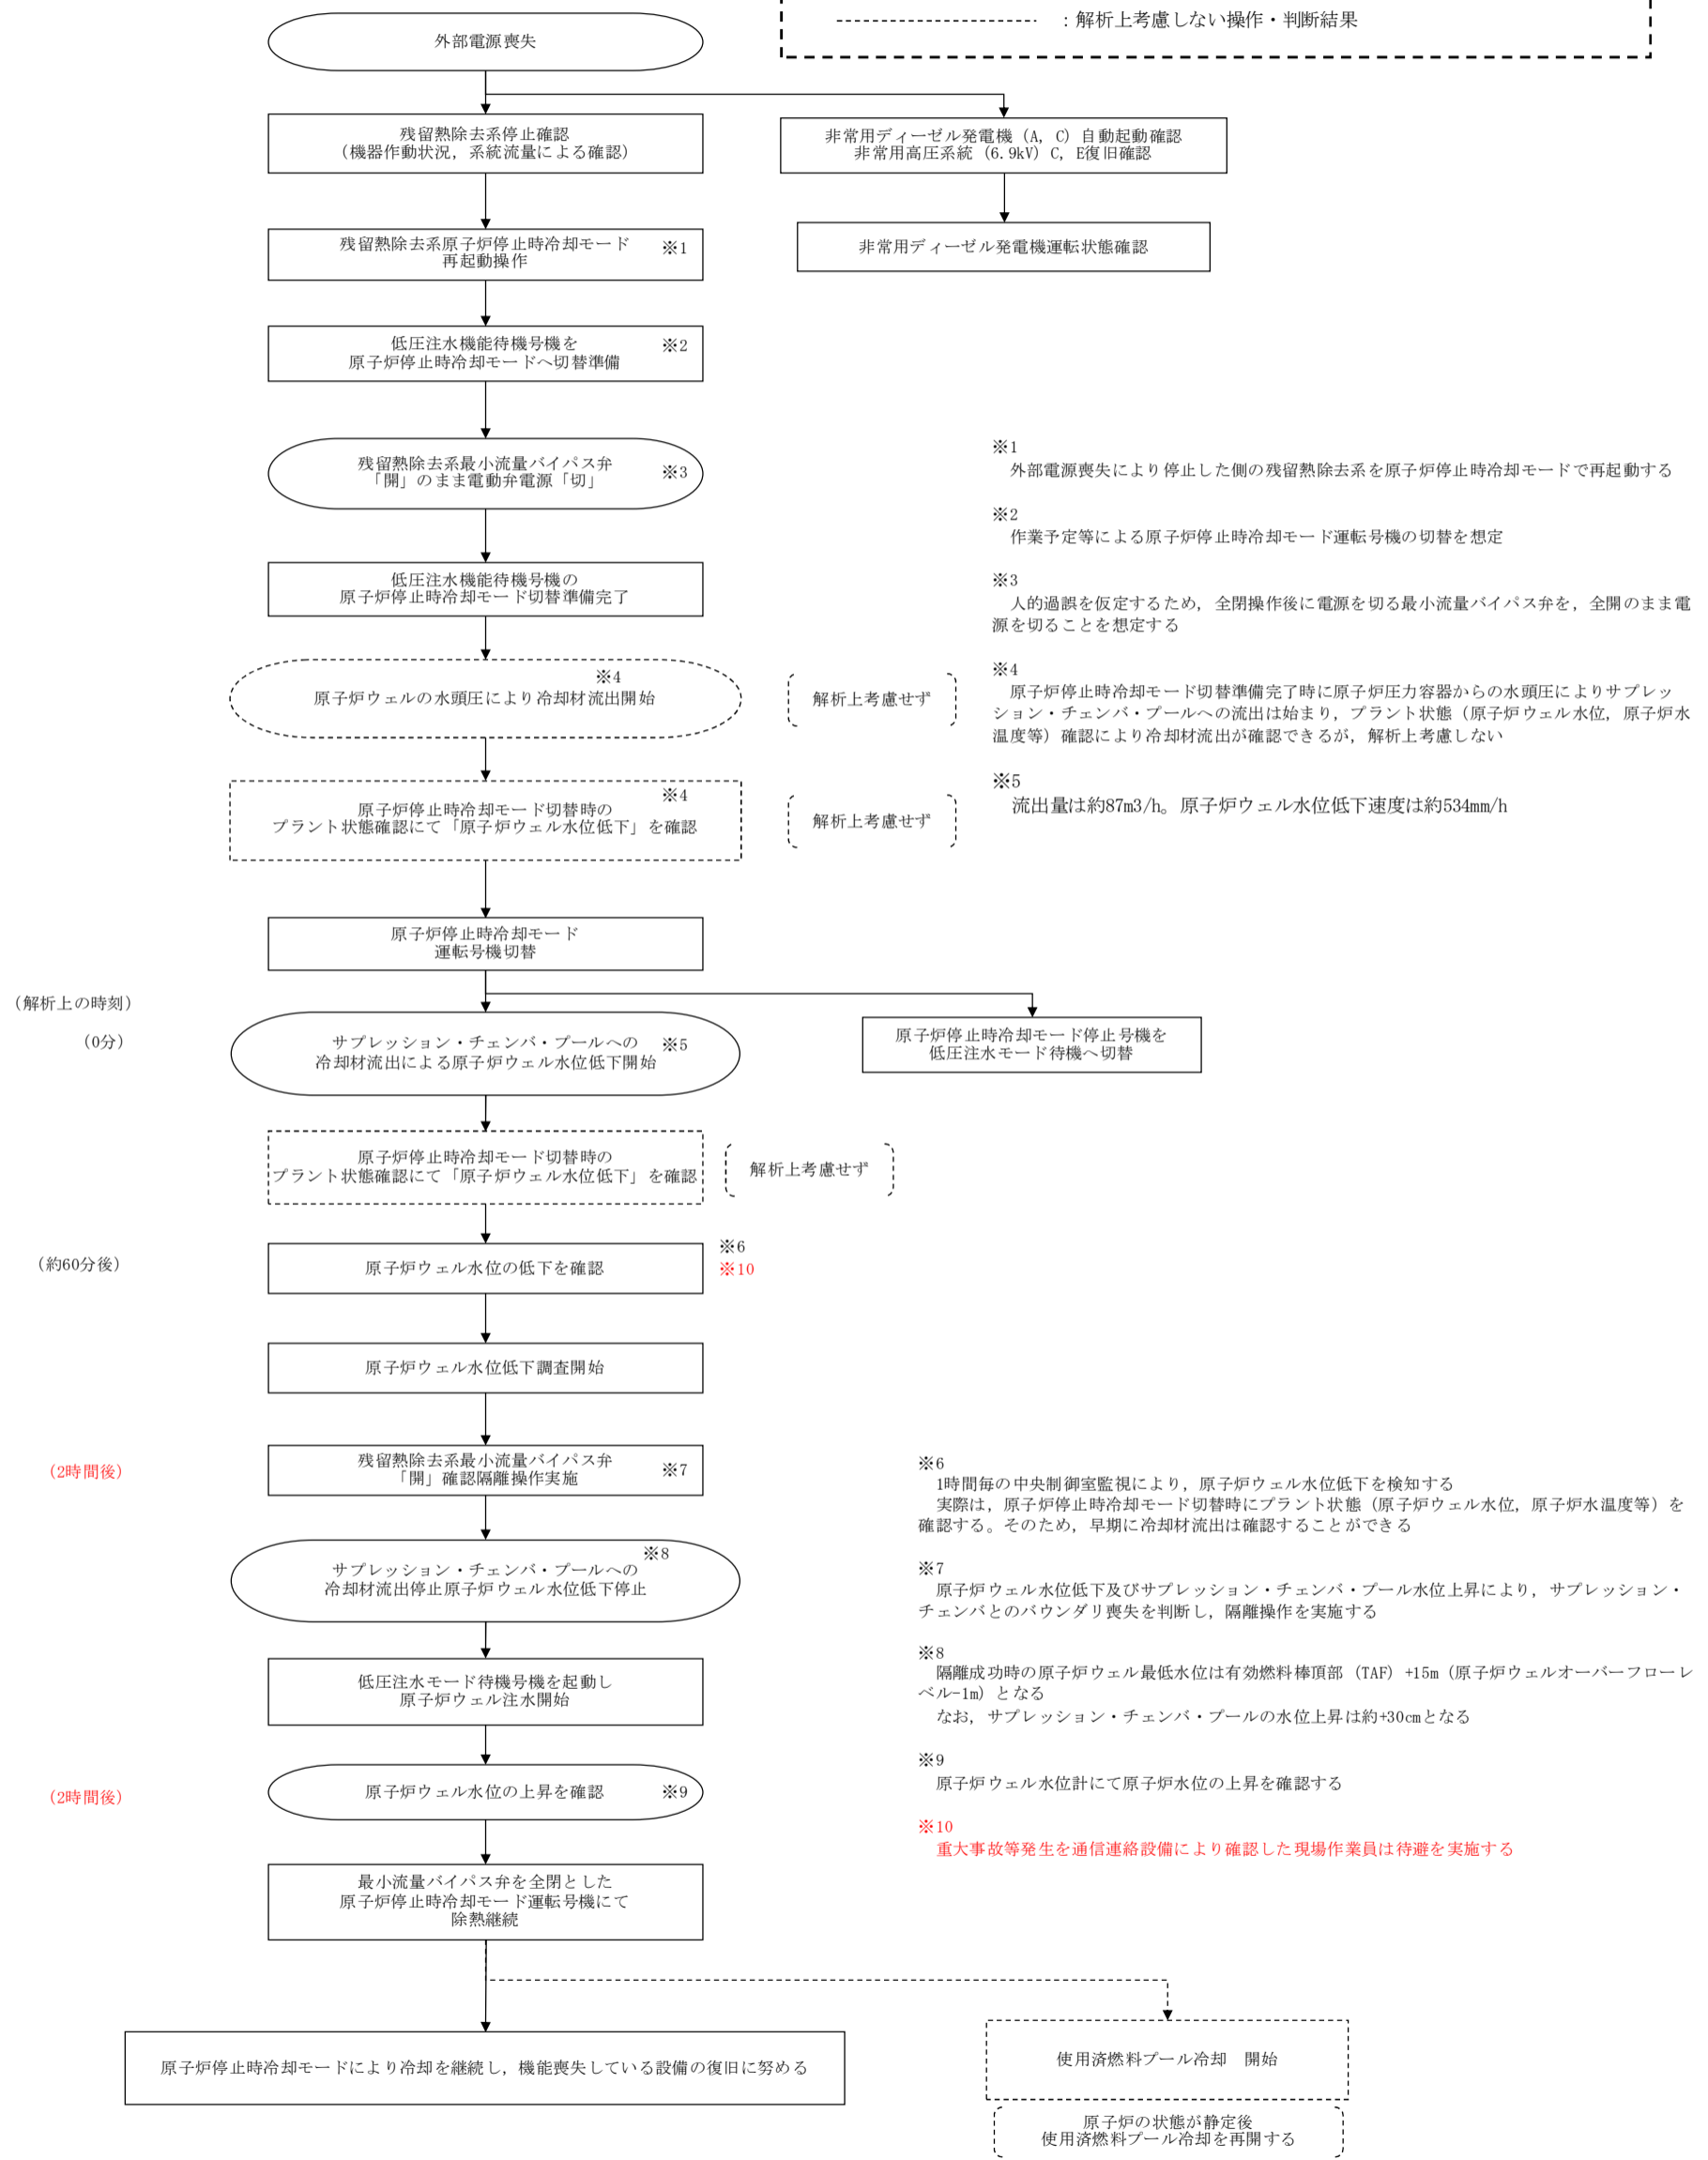 ：解析上考慮しない操作・判断結果
外部電源喪失
残留熱除去系停止確認
（機器作動状況，系統流量による確認）
非常用ディーゼル発電機（A，C）自動起動確認
非常用高圧系統（6.9kV）C，E復旧確認
残留熱除去系原子炉停止時冷却モード
再起動操作
※1
非常用ディーゼル発電機運転状態確認
低圧注水機能待機号機を
原子炉停止時冷却モードへ切替準備
※2
残留熱除去系最小流量バイパス弁
「開」のまま電動弁電源「切」
※3
低圧注水機能待機号機の
原子炉停止時冷却モード切替準備完了
※4
原子炉ウェルの水頭圧により冷却材流出開始
解析上考慮せず
※4
原子炉停止時冷却モード切替時の
プラント状態確認にて「原子炉ウェル水位低下」を確認
解析上考慮せず
※1
外部電源喪失により停止した側の残留熱除去系を原子炉停止時冷却モードで再起動する
※2
作業予定等による原子炉停止時冷却モード運転号機の切替を想定
※3
人的過誤を仮定するため，全閉操作後に電源を切る最小流量バイパス弁を，全開のまま電
源を切ることを想定する
※4
原子炉停止時冷却モード切替準備完了時に原子炉圧力容器からの水頭圧によりサプレッ
ション・チェンバ・プールへの流出は始まり，プラント状態（原子炉ウェル水位，原子炉水
温度等）確認により冷却材流出が確認できるが，解析上考慮しない
※5
流出量は約87m3/h。原子炉ウェル水位低下速度は約534mm/h
原子炉停止時冷却モード
運転号機切替
（解析上の時刻）
（0分）
サプレッション・チェンバ・プールへの
冷却材流出による原子炉ウェル水位低下開始
※5
原子炉停止時冷却モード停止号機を
低圧注水モード待機へ切替
原子炉停止時冷却モード切替時の
プラント状態確認にて「原子炉ウェル水位低下」を確認
解析上考慮せず
（約60分後）
原子炉ウェル水位の低下を確認
※6
※10
原子炉ウェル水位低下調査開始
（2時間後）
残留熱除去系最小流量バイパス弁
「開」確認隔離操作実施
※7
※8
サプレッション・チェンバ・プールへの
冷却材流出停止原子炉ウェル水位低下停止
低圧注水モード待機号機を起動し
原子炉ウェル注水開始
（2時間後）
原子炉ウェル水位の上昇を確認
※9
最小流量バイパス弁を全閉とした
原子炉停止時冷却モード運転号機にて
除熱継続
※6
1時間毎の中央制御室監視により，原子炉ウェル水位低下を検知する
実際は，原子炉停止時冷却モード切替時にプラント状態（原子炉ウェル水位，原子炉水温度等）を
確認する。そのため，早期に冷却材流出は確認することができる
※7
原子炉ウェル水位低下及びサプレッション・チェンバ・プール水位上昇により，サプレッション・
チェンバとのバウンダリ喪失を判断し，隔離操作を実施する
※8
隔離成功時の原子炉ウェル最低水位は有効燃料棒頂部（TAF）+15m（原子炉ウェルオーバーフローレ
ベル-1m）となる
なお，サプレッション・チェンバ・プールの水位上昇は約+30cmとなる
※9
原子炉ウェル水位計にて原子炉水位の上昇を確認する
※10
重大事故等発生を通信連絡設備により確認した現場作業員は待避を実施する
原子炉停止時冷却モードにより冷却を継続し，機能喪失している設備の復旧に努める
使用済燃料プール冷却　開始
原子炉の状態が静定後
使用済燃料プール冷却を再開する